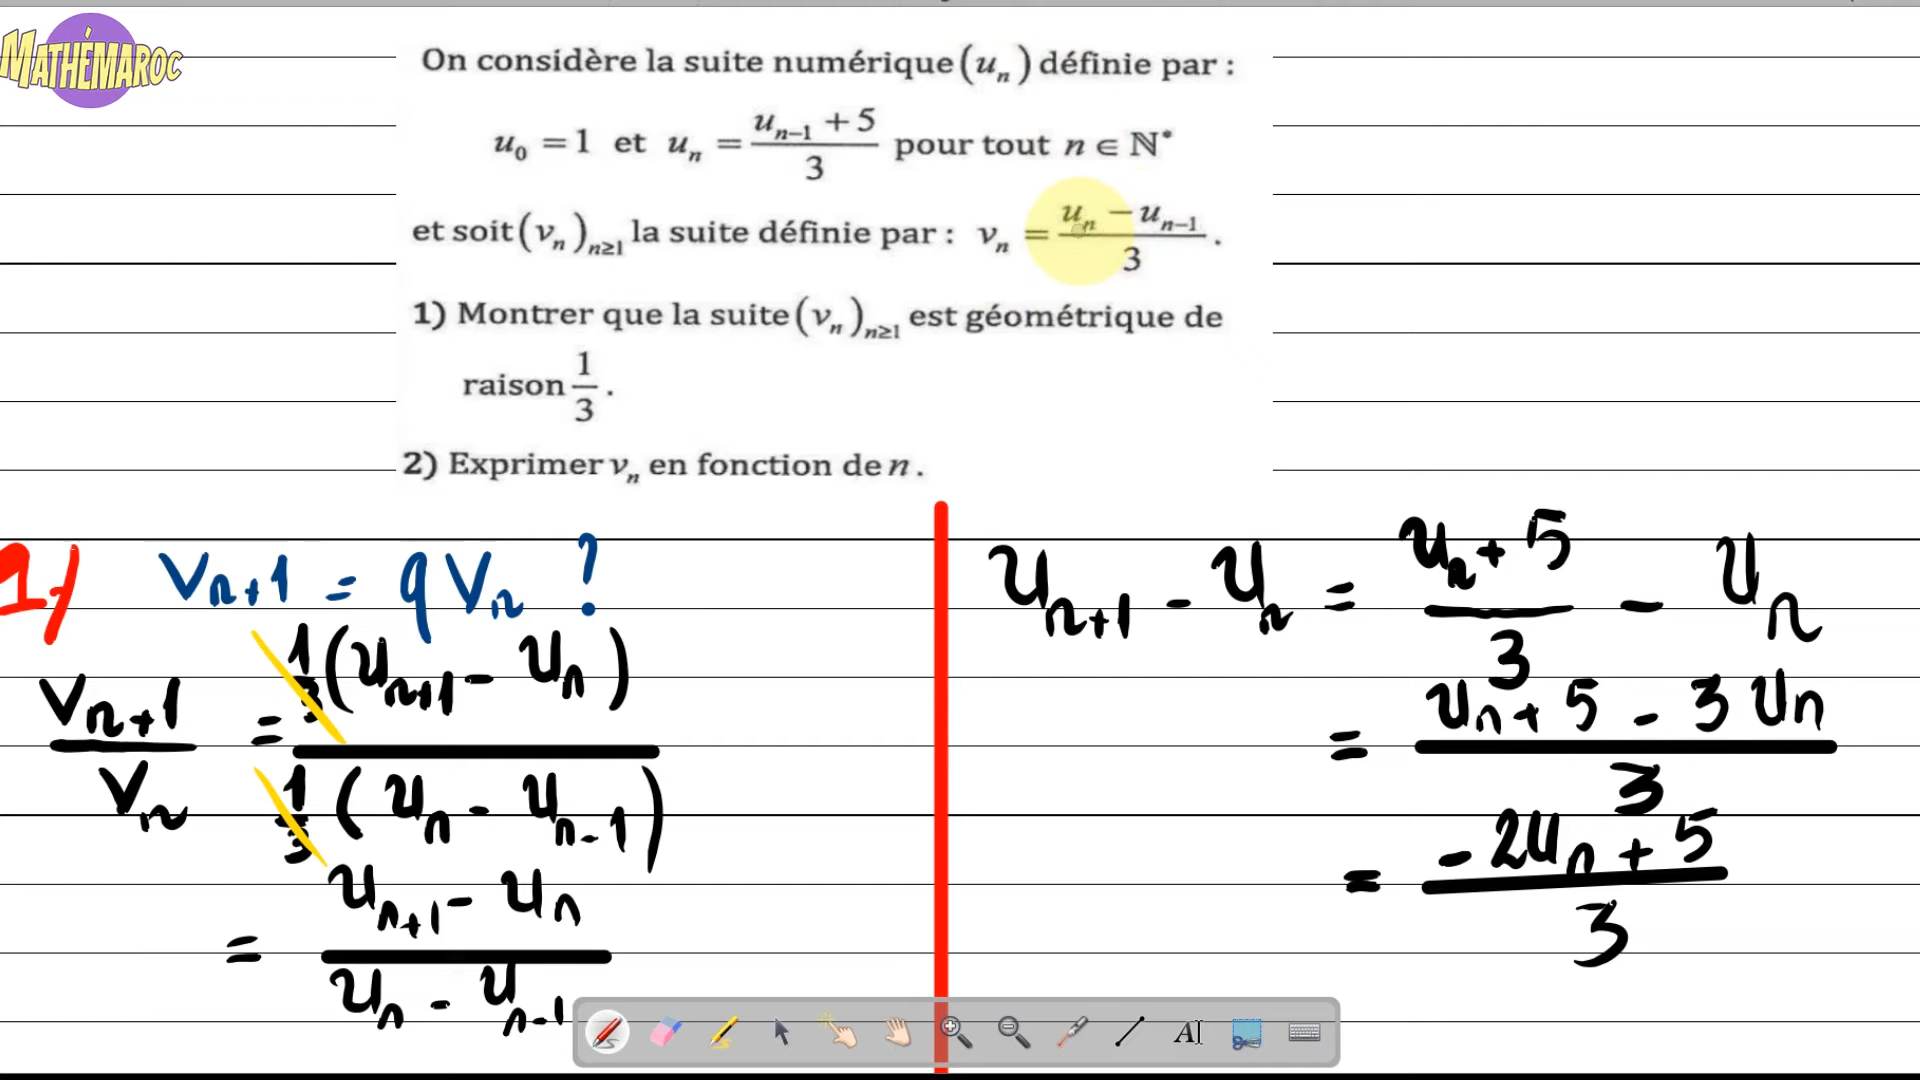 MATHÉMAROC
On considère la suite numérique (uₙ) définie par :
u₀ = 1 et uₙ = (uₙ₋₁ + 5)/3 pour tout n ∈ ℕ*
et soit (vₙ)ₙ≥₁ la suite définie par : vₙ = (uₙ − uₙ₋₁)/3 .
1) Montrer que la suite (vₙ)ₙ≥₁ est géométrique de
raison 1/3 .
2) Exprimer vₙ en fonction de n .
1/ Vₙ₊₁ = q Vₙ ?
Vₙ₊₁/Vₙ = (1/3 (Uₙ₊₁ - Uₙ))/(1/3 (Uₙ - Uₙ₋₁))
= (Uₙ₊₁ - Uₙ)/(Uₙ - Uₙ₋₁)
Uₙ₊₁ - Uₙ = (Uₙ + 5)/3 - Uₙ
= (Uₙ + 5 - 3 Uₙ)/3
= (-2Uₙ + 5)/3
AI